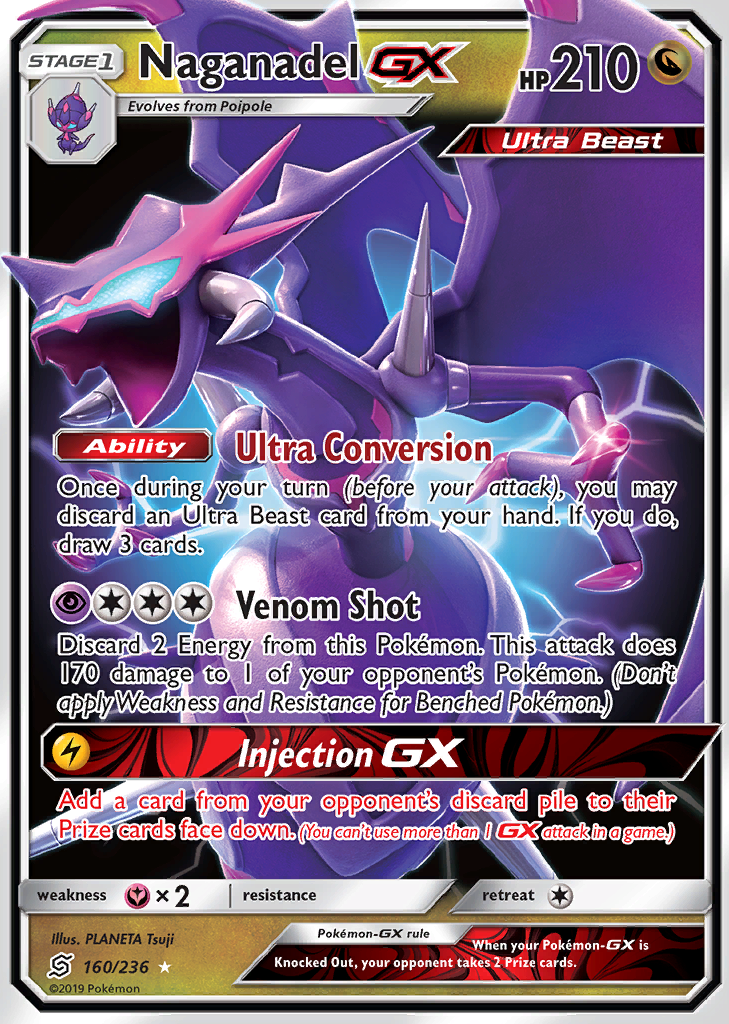 STAGE 1 Naganadel GX HP 210
Evolves from Poipole
Ultra Beast
Ability Ultra Conversion
Once during your turn (before your attack), you may
discard an Ultra Beast card from your hand. If you do,
draw 3 cards.
Venom Shot
Discard 2 Energy from this Pokémon. This attack does
170 damage to 1 of your opponent's Pokémon. (Don't
apply Weakness and Resistance for Benched Pokémon.)
Injection GX
Add a card from your opponent's discard pile to their
Prize cards face down. (You can't use more than 1 GX attack in a game.)
weakness ×2 resistance retreat
Illus. PLANETA Tsuji
160/236
©2019 Pokémon
Pokémon-GX rule
When your Pokémon-GX is
Knocked Out, your opponent takes 2 Prize cards.